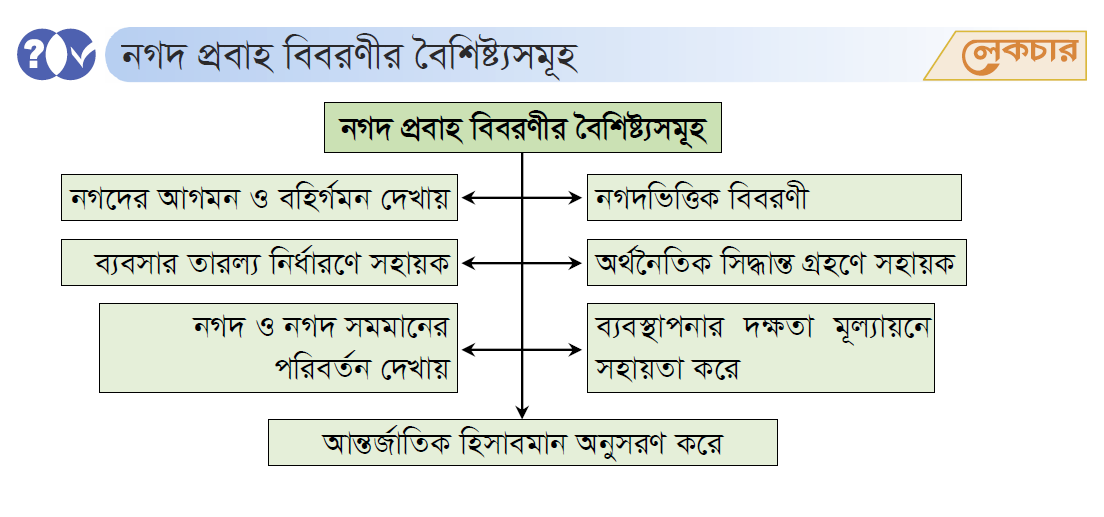 নগদ প্রবাহ বিবরণীর বৈশিষ্ট্যসমূহ
লেকচার
নগদ প্রবাহ বিবরণীর বৈশিষ্ট্যসমূহ
নগদের আগমন ও বহির্গমন দেখায়
নগদভিত্তিক বিবরণী
ব্যবসার তারল্য নির্ধারণে সহায়ক
অর্থনৈতিক সিদ্ধান্ত গ্রহণে সহায়ক
নগদ ও নগদ সমমানের
পরিবর্তন দেখায়
ব্যবস্থাপনার দক্ষতা মূল্যায়নে
সহায়তা করে
আন্তর্জাতিক হিসাবমান অনুসরণ করে